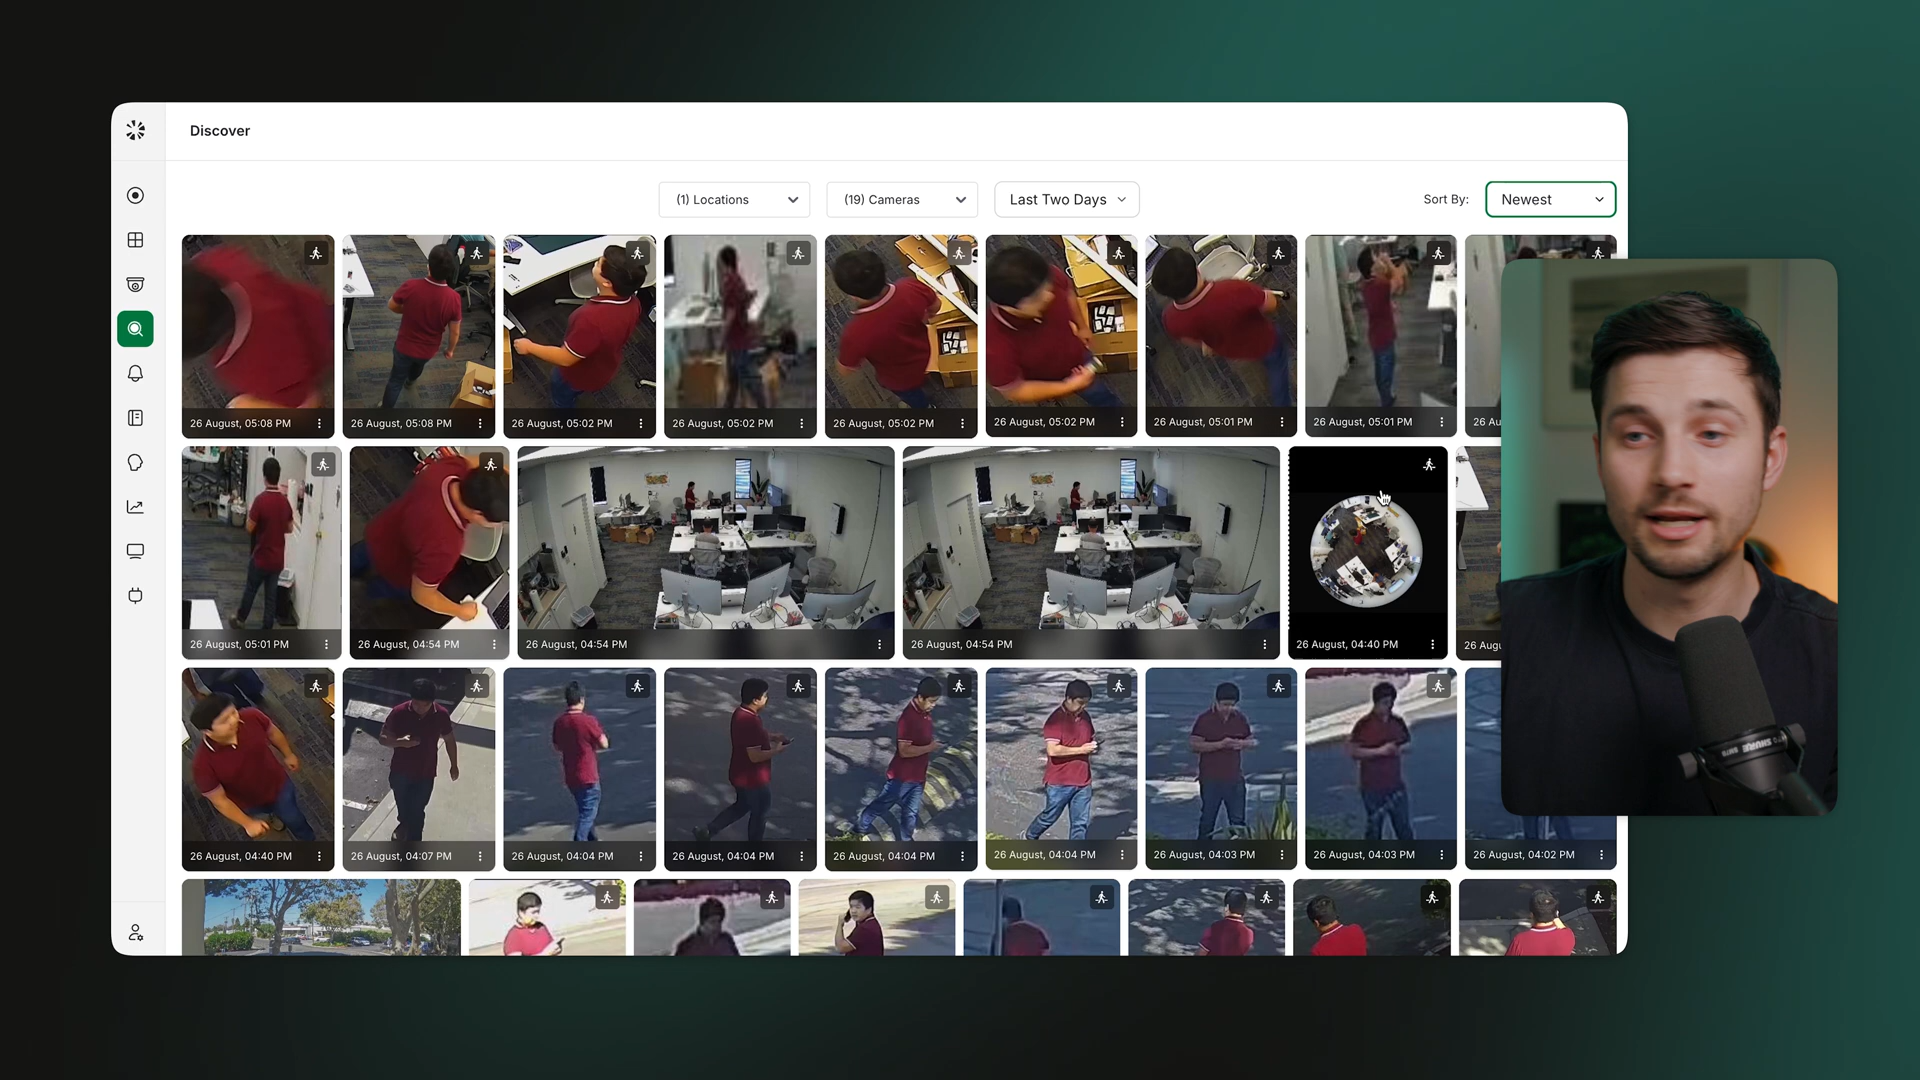 Discover
(1) Locations
(19) Cameras
Last Two Days
Sort By:
Newest
26 August, 05:08 PM
26 August, 05:08 PM
26 August, 05:02 PM
26 August, 05:02 PM
26 August, 05:02 PM
26 August, 05:02 PM
26 August, 05:01 PM
26 August, 05:01 PM
26 Au
26 August, 05:01 PM
26 August, 04:54 PM
26 August, 04:54 PM
26 August, 04:54 PM
26 August, 04:40 PM
26 Augu
26 August, 04:40 PM
26 August, 04:07 PM
26 August, 04:04 PM
26 August, 04:04 PM
26 August, 04:04 PM
26 August, 04:04 PM
26 August, 04:03 PM
26 August, 04:03 PM
26 August, 04:02 PM
SHURE
SM7B